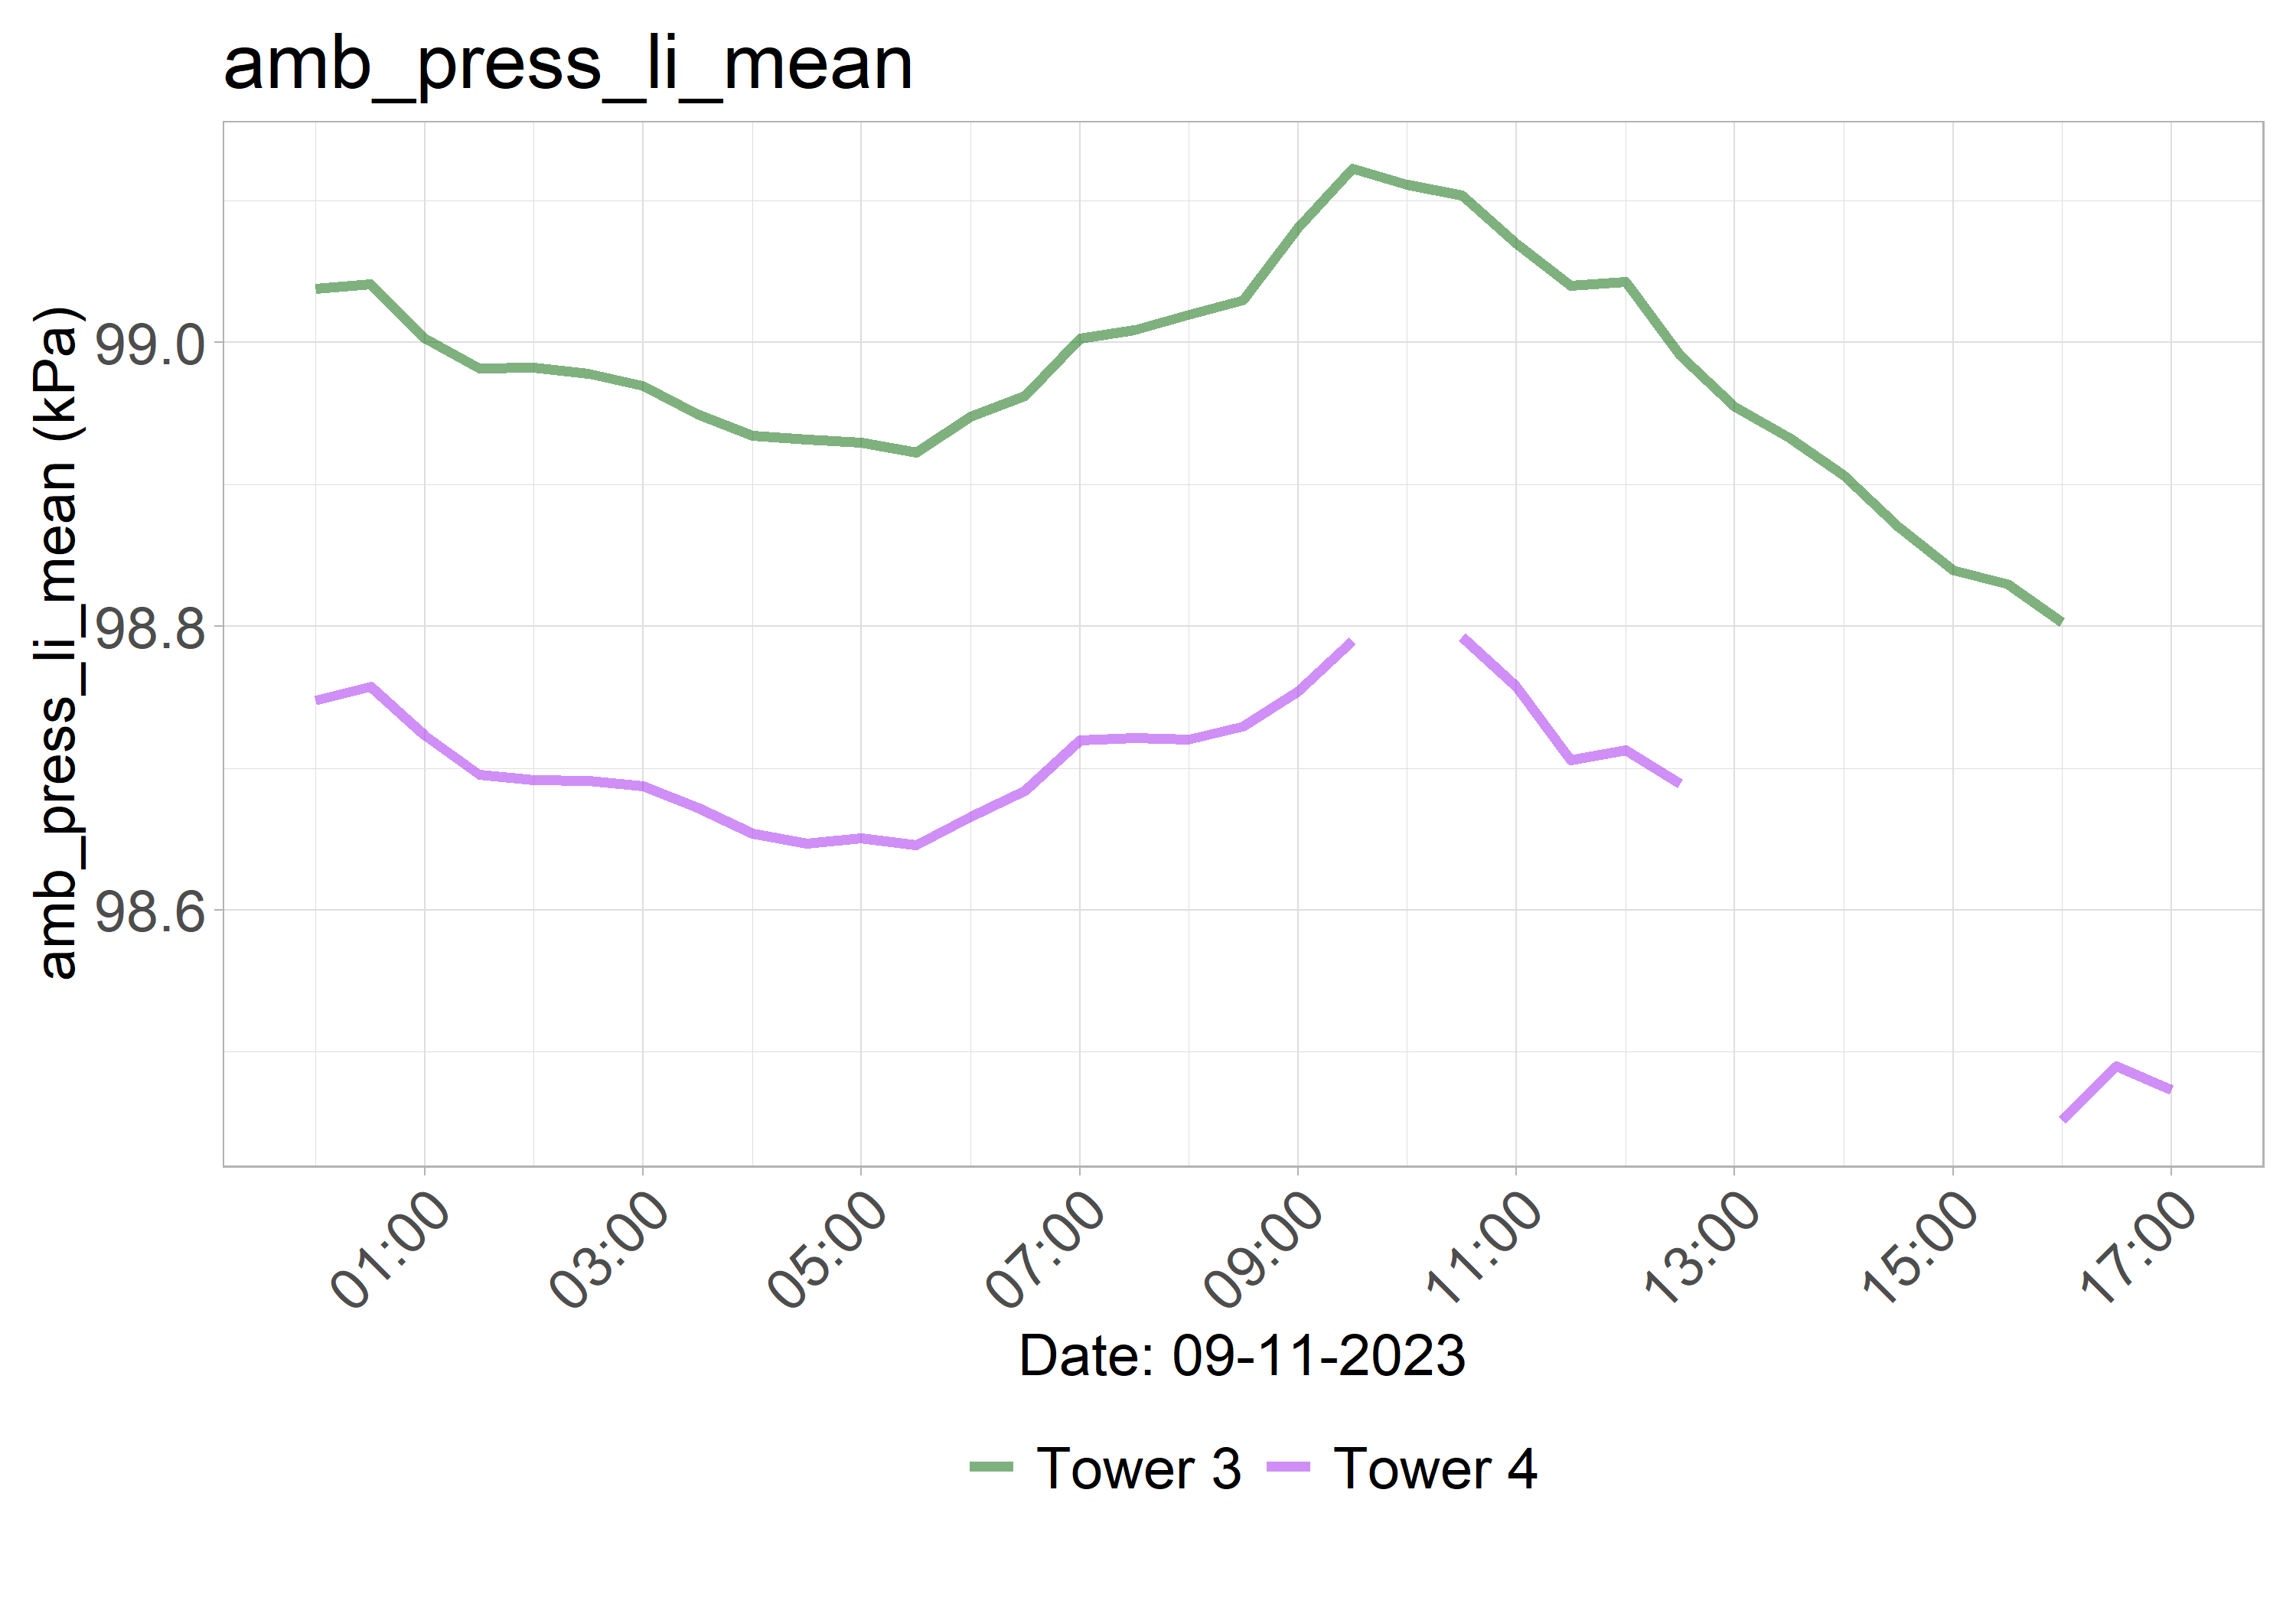 amb_press_li_mean
amb_press_li_mean (kPa)
99.0
98.8
98.6
01:00
03:00
05:00
07:00
09:00
11:00
13:00
15:00
17:00
Date: 09-11-2023
Tower 3
Tower 4